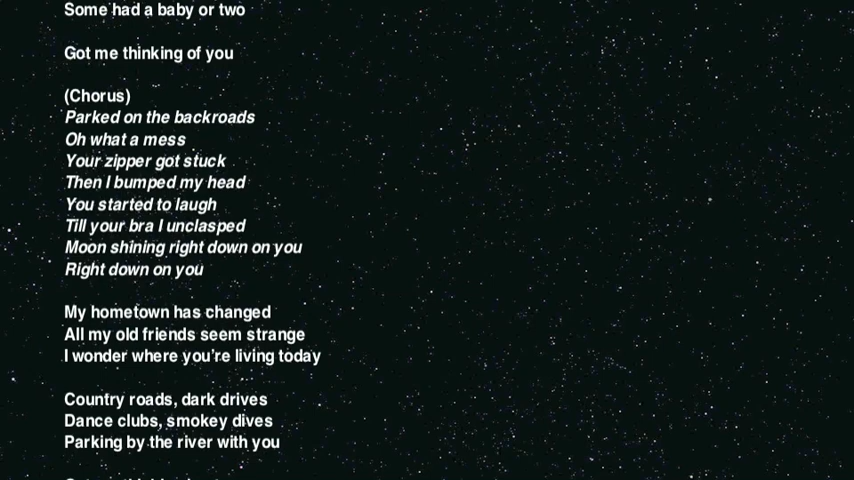 Some had a baby or two
Got me thinking of you
(Chorus)
Parked on the backroads
Oh what a mess
Your zipper got stuck
Then I bumped my head
You started to laugh
Till your bra I unclasped
Moon shining right down on you
Right down on you
My hometown has changed
All my old friends seem strange
I wonder where you're living today
Country roads, dark drives
Dance clubs, smokey dives
Parking by the river with you